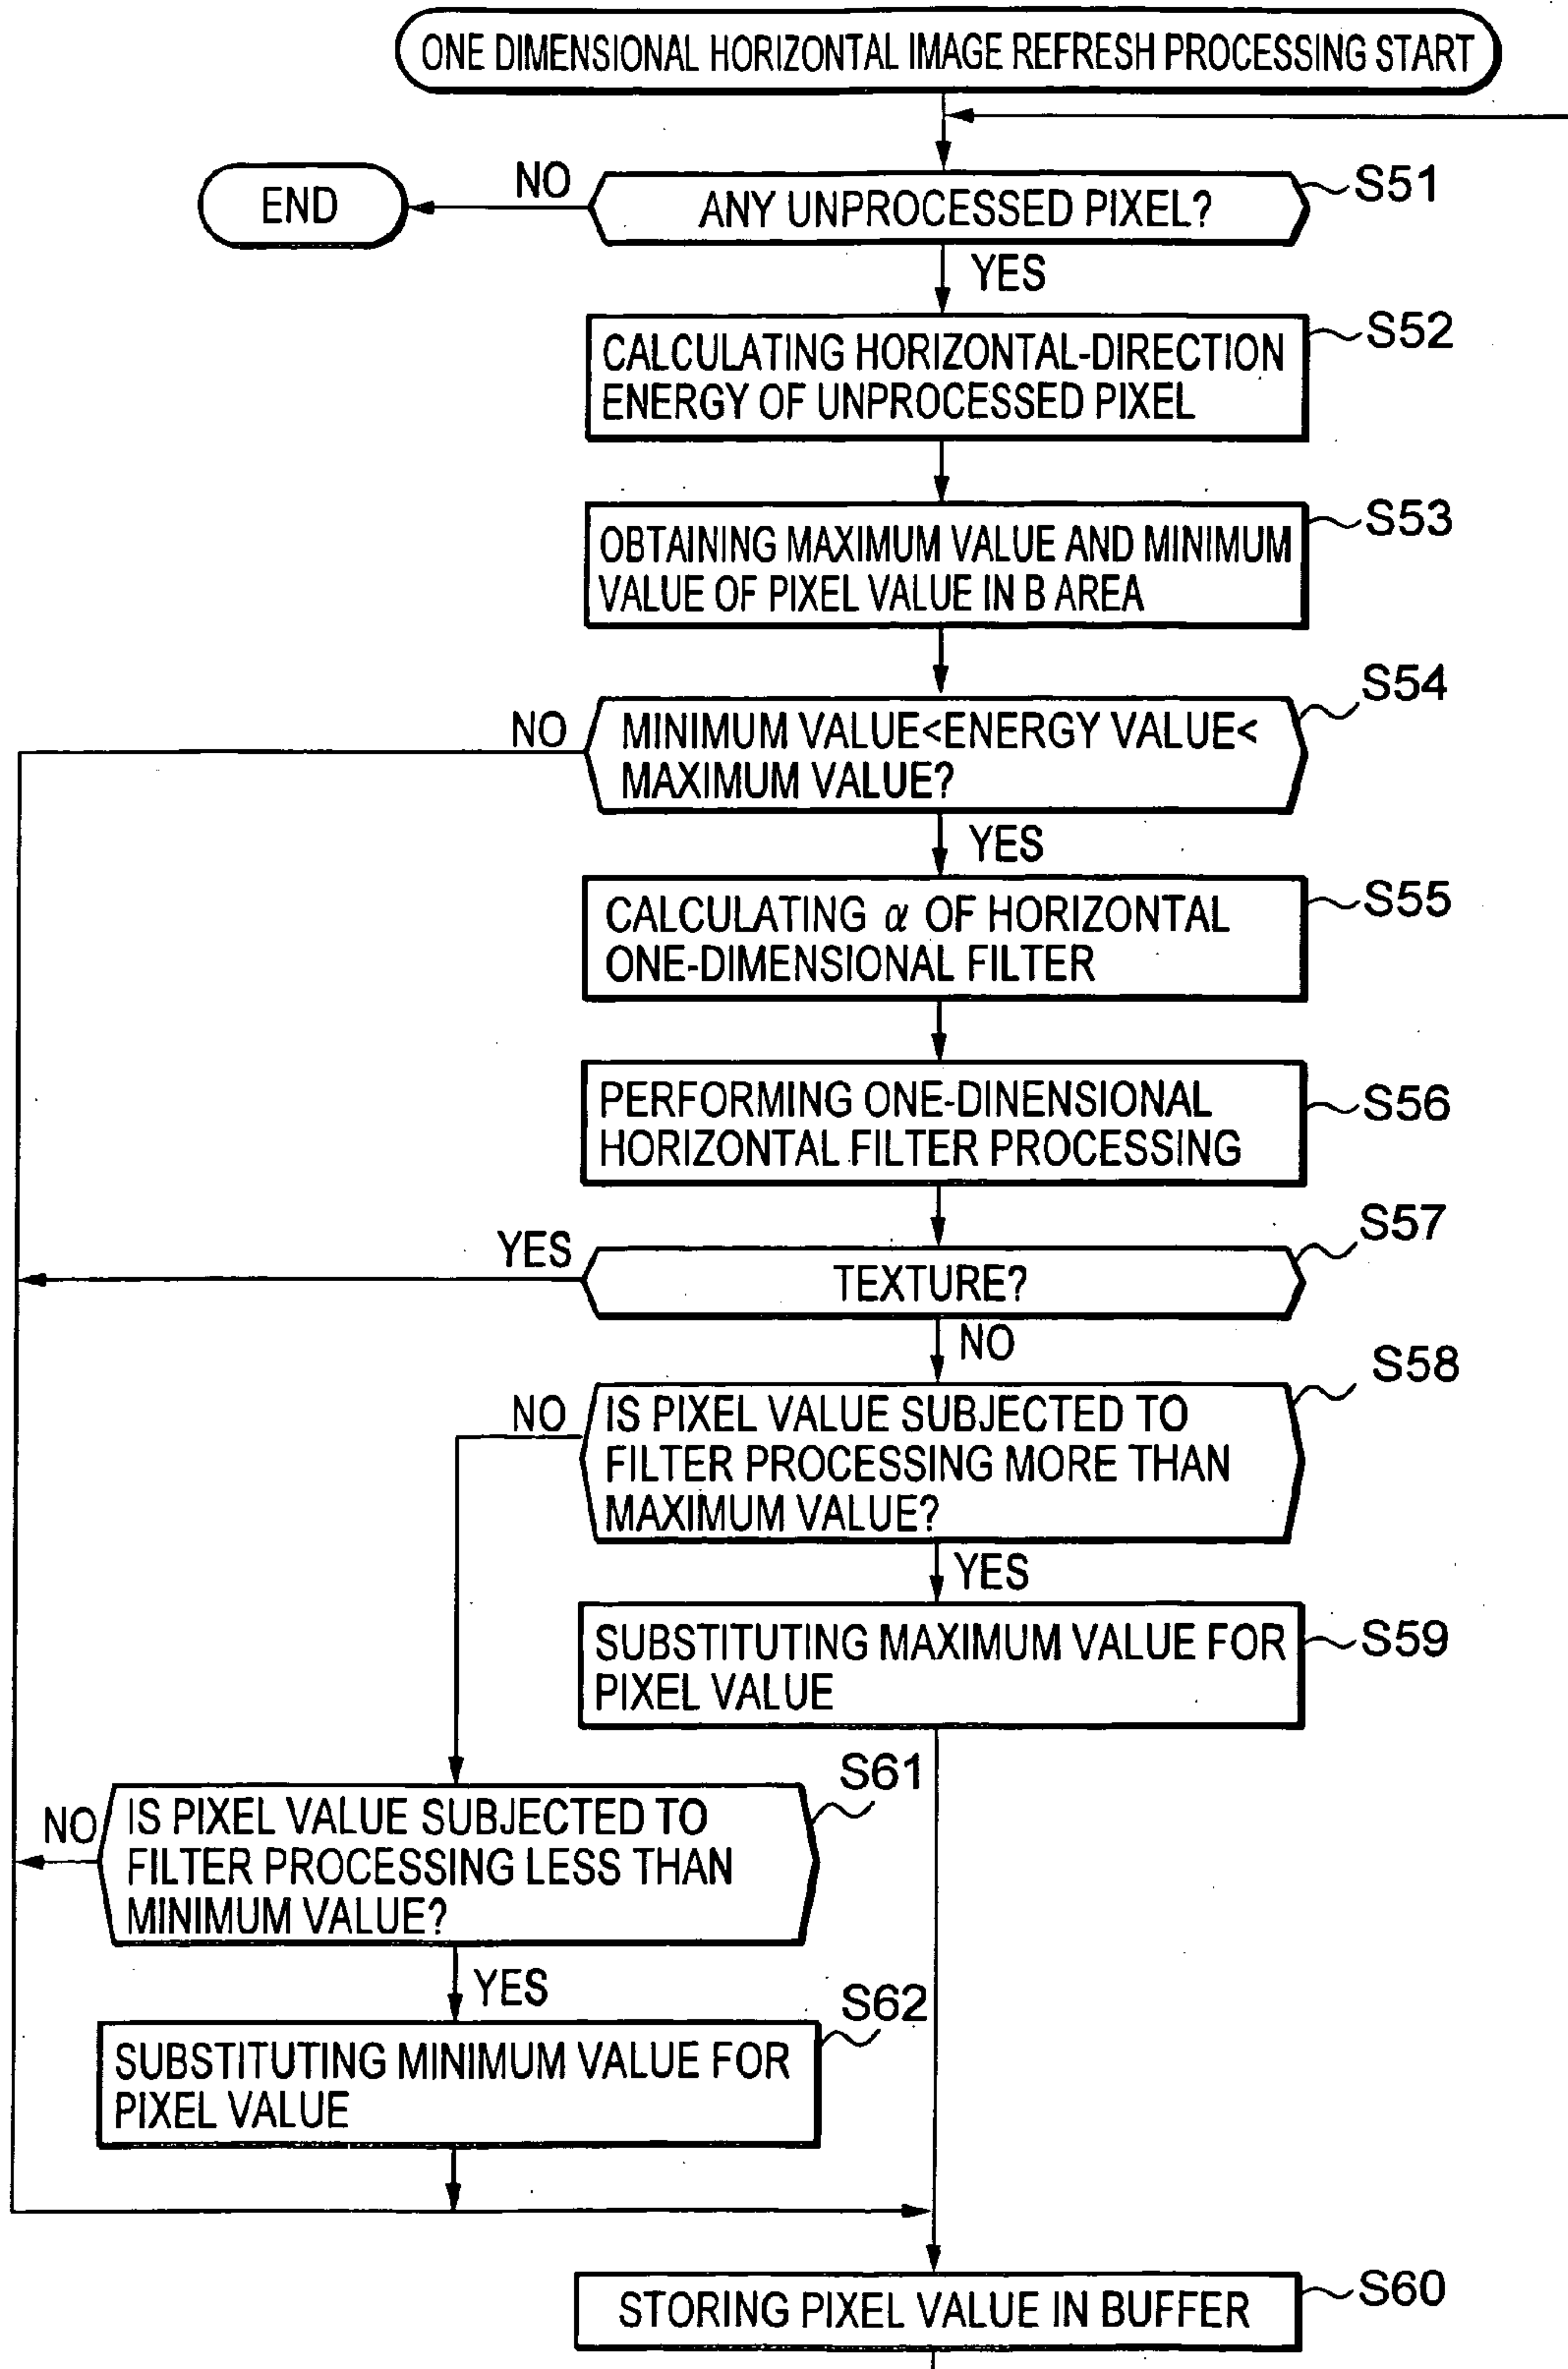 ONE DIMENSIONAL HORIZONTAL IMAGE REFRESH PROCESSING START
NO
END
ANY UNPROCESSED PIXEL?
S51
YES
CALCULATING HORIZONTAL-DIRECTION
ENERGY OF UNPROCESSED PIXEL
S52
OBTAINING MAXIMUM VALUE AND MINIMUM
VALUE OF PIXEL VALUE IN B AREA
S53
NO
MINIMUM VALUE<ENERGY VALUE<
MAXIMUM VALUE?
S54
YES
CALCULATING α OF HORIZONTAL
ONE-DIMENSIONAL FILTER
S55
PERFORMING ONE-DINENSIONAL
HORIZONTAL FILTER PROCESSING
S56
YES
TEXTURE?
S57
NO
NO
IS PIXEL VALUE SUBJECTED TO
FILTER PROCESSING MORE THAN
MAXIMUM VALUE?
S58
YES
SUBSTITUTING MAXIMUM VALUE FOR
PIXEL VALUE
S59
NO
IS PIXEL VALUE SUBJECTED TO
FILTER PROCESSING LESS THAN
MINIMUM VALUE?
S61
YES
SUBSTITUTING MINIMUM VALUE FOR
PIXEL VALUE
S62
STORING PIXEL VALUE IN BUFFER
S60